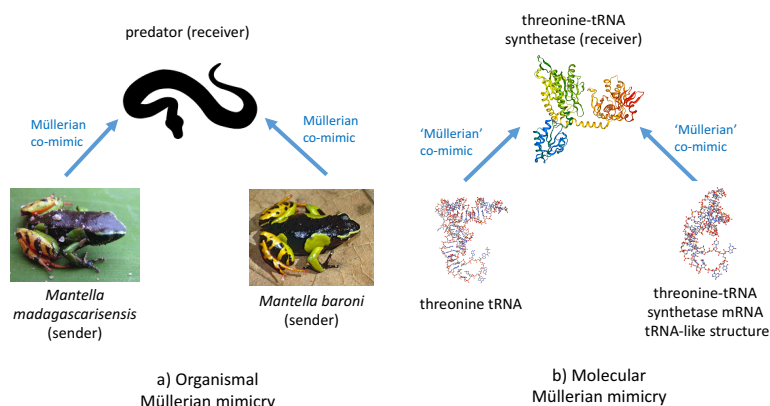 predator (receiver)
Müllerian
co-mimic
Müllerian
co-mimic
Mantella
madagascarisensis
(sender)
Mantella baroni
(sender)
a) Organismal
Müllerian mimicry
threonine-tRNA
synthetase (receiver)
‘Müllerian’
co-mimic
‘Müllerian’
co-mimic
threonine tRNA
threonine-tRNA
synthetase mRNA
tRNA-like structure
b) Molecular
Müllerian mimicry